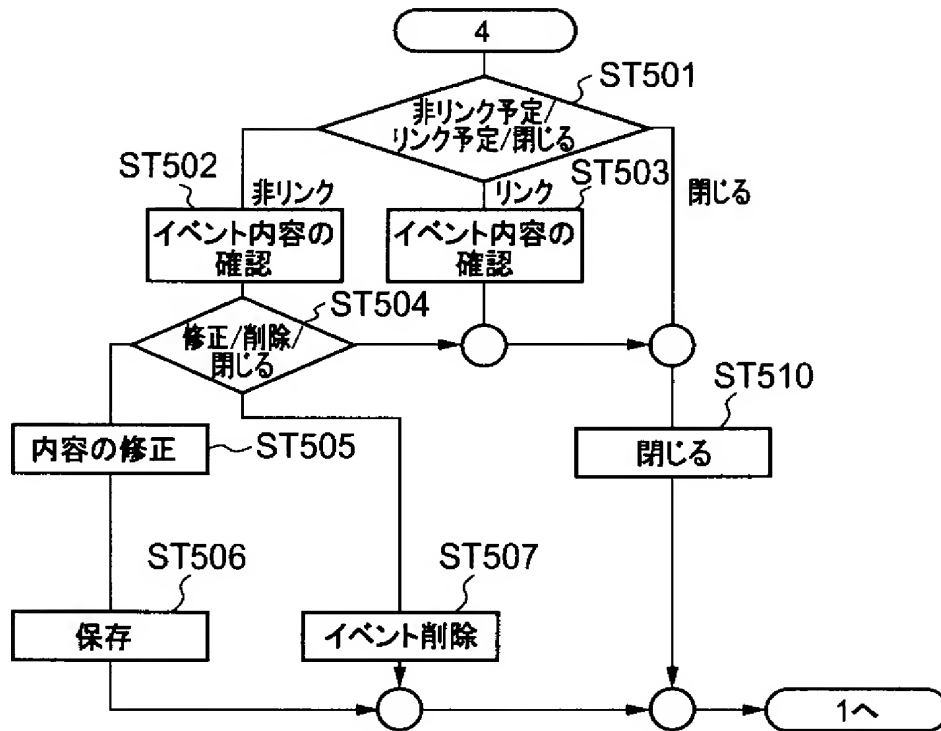 4
ST501
非リンク予定/
リンク予定/閉じる
ST502
ST503
非リンク
リンク
閉じる
イベント内容の
確認
イベント内容の
確認
ST504
修正/削除/
閉じる
ST510
内容の修正
ST505
閉じる
ST506
ST507
保存
イベント削除
1へ